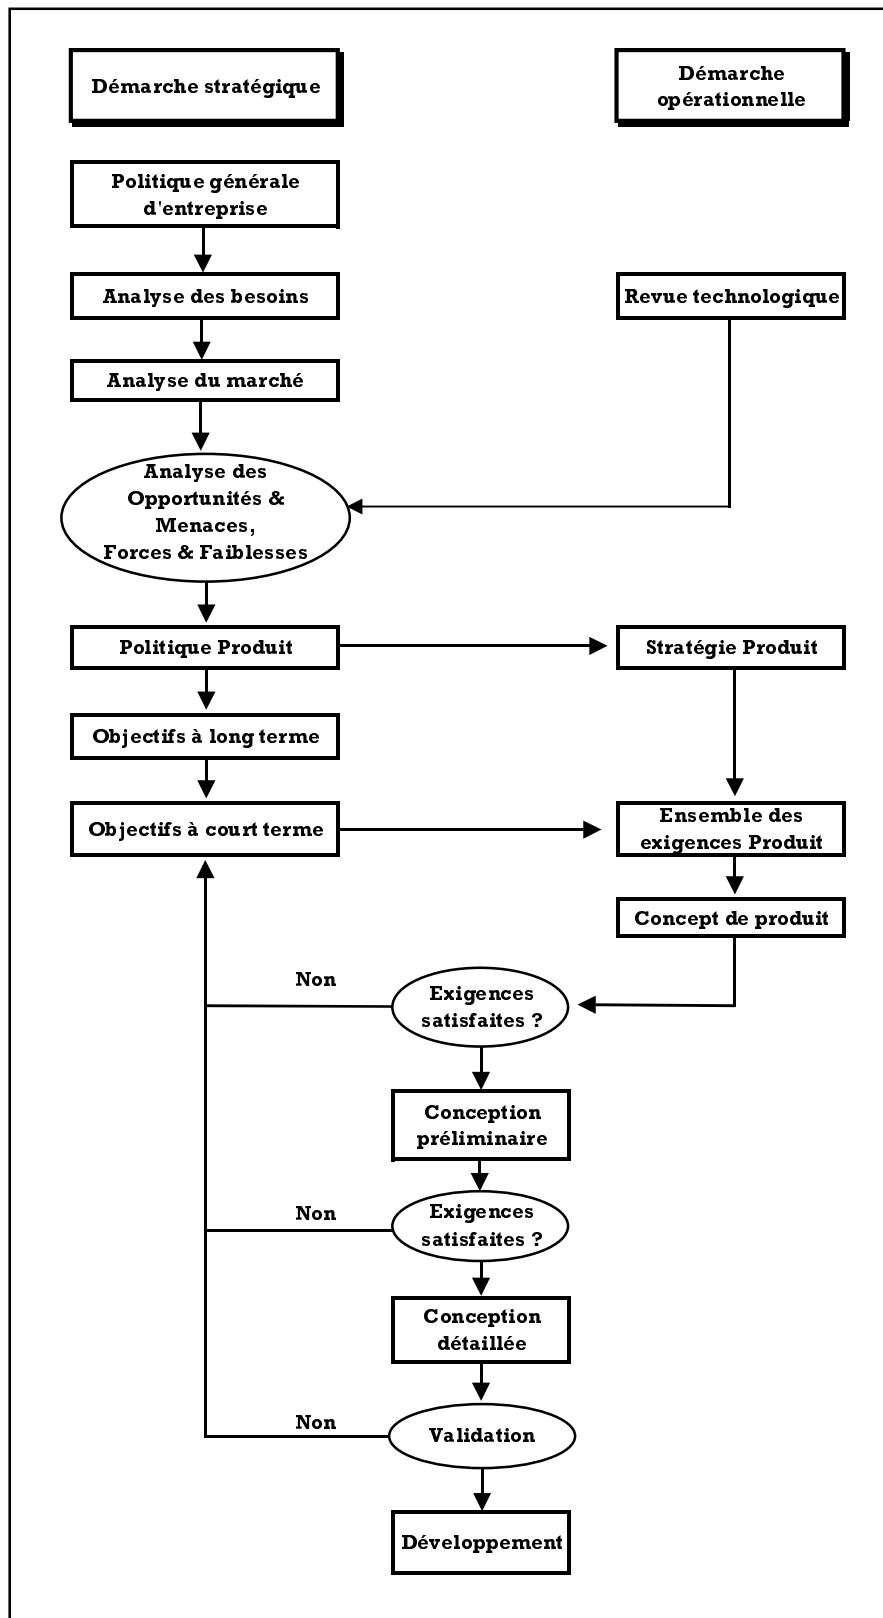 Démarche stratégique
Démarche
opérationnelle
Politique générale
d'entreprise
Analyse des besoins
Revue technologique
Analyse du marché
Analyse des
Opportunités &
Menaces,
Forces & Faiblesses
Politique Produit
Stratégie Produit
Objectifs à long terme
Objectifs à court terme
Ensemble des
exigences Produit
Concept de produit
Non
Exigences
satisfaites ?
Conception
préliminaire
Non
Exigences
satisfaites ?
Conception
détaillée
Non
Validation
Développement